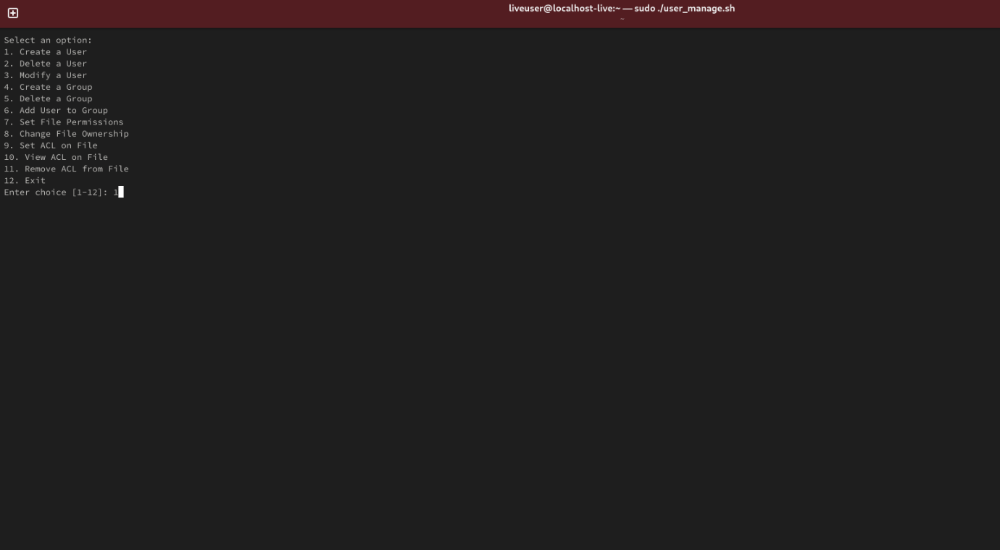 liveuser@localhost-live:~ — sudo ./user_manage.sh
~
Select an option:
1. Create a User
2. Delete a User
3. Modify a User
4. Create a Group
5. Delete a Group
6. Add User to Group
7. Set File Permissions
8. Change File Ownership
9. Set ACL on File
10. View ACL on File
11. Remove ACL from File
12. Exit
Enter choice [1-12]: 1